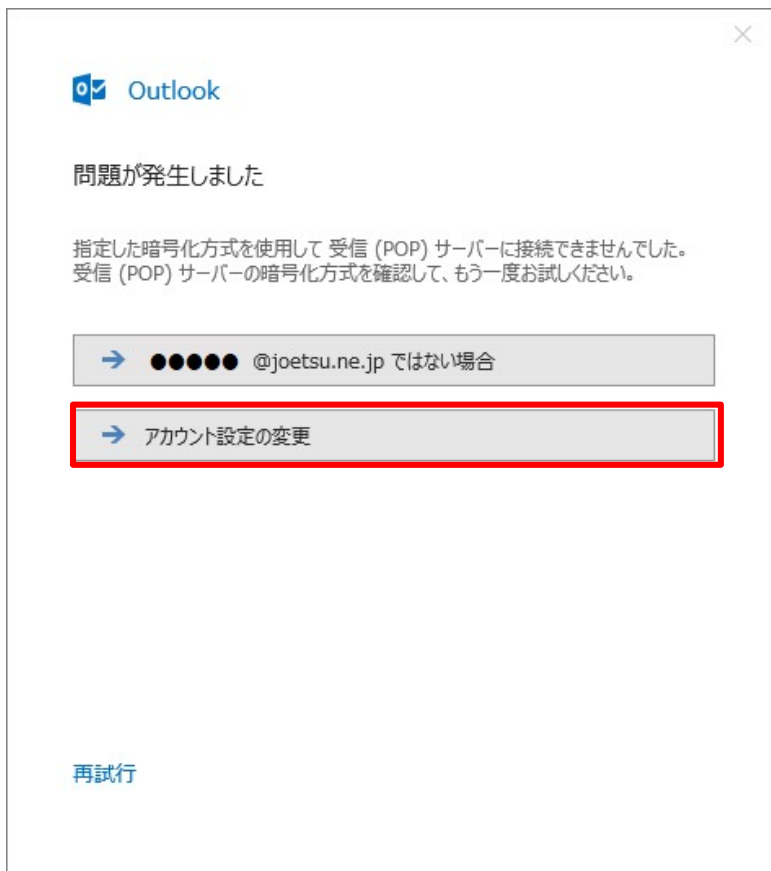 Outlook
問題が発生しました
指定した暗号化方式を使用して 受信 (POP) サーバーに接続できませんでした。
受信 (POP) サーバーの暗号化方式を確認して、もう一度お試しください。
●●●●● @joetsu.ne.jp ではない場合
アカウント設定の変更
再試行